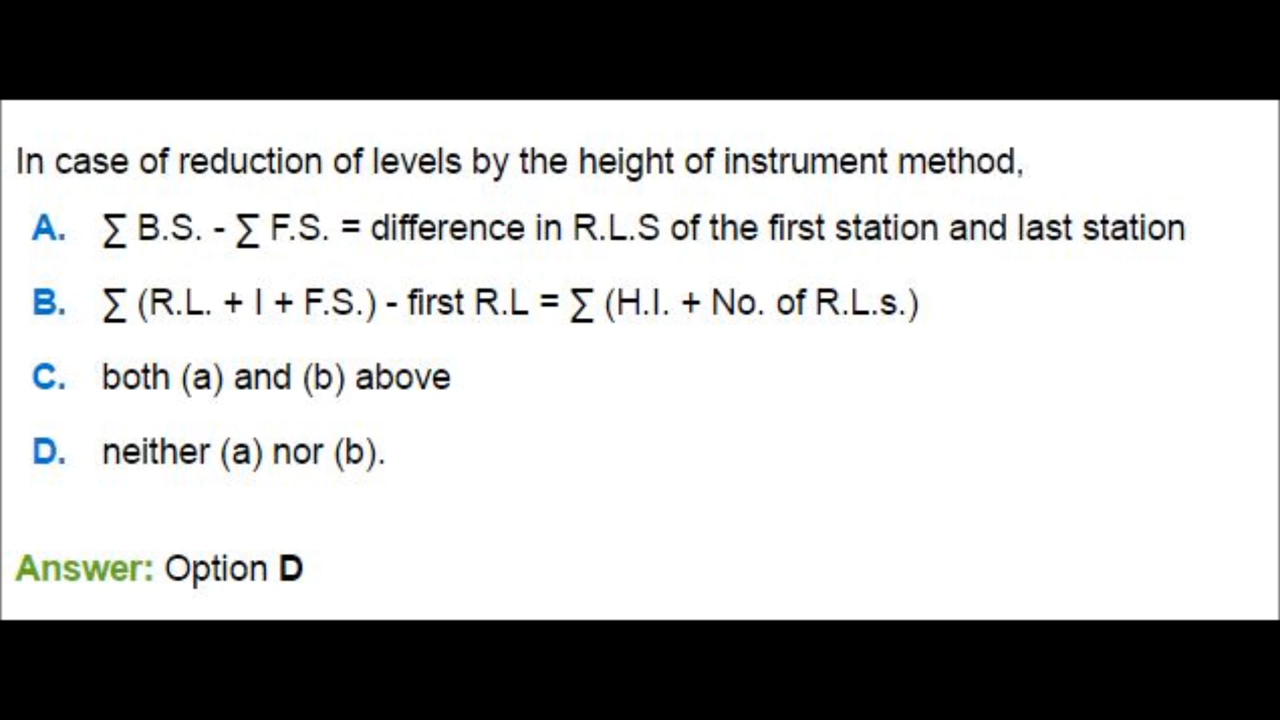 In case of reduction of levels by the height of instrument method,
A. ∑ B.S. - ∑ F.S. = difference in R.L.S of the first station and last station
B. ∑ (R.L. + I + F.S.) - first R.L = ∑ (H.I. + No. of R.L.s.)
C. both (a) and (b) above
D. neither (a) nor (b).
Answer: Option D